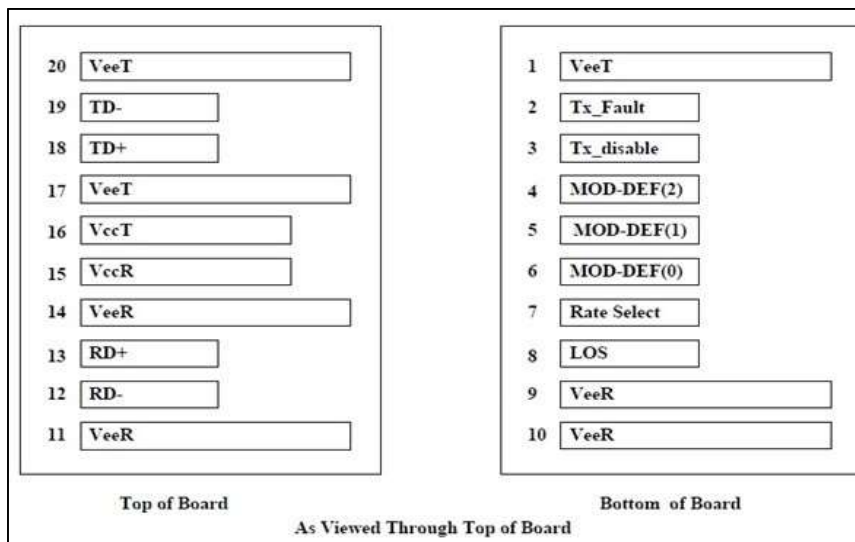 20 VeeT
19 TD-
18 TD+
17 VeeT
16 VccT
15 VccR
14 VeeR
13 RD+
12 RD-
11 VeeR
Top of Board
1 VeeT
2 Tx_Fault
3 Tx_disable
4 MOD-DEF(2)
5 MOD-DEF(1)
6 MOD-DEF(0)
7 Rate Select
8 LOS
9 VeeR
10 VeeR
Bottom of Board
As Viewed Through Top of Board